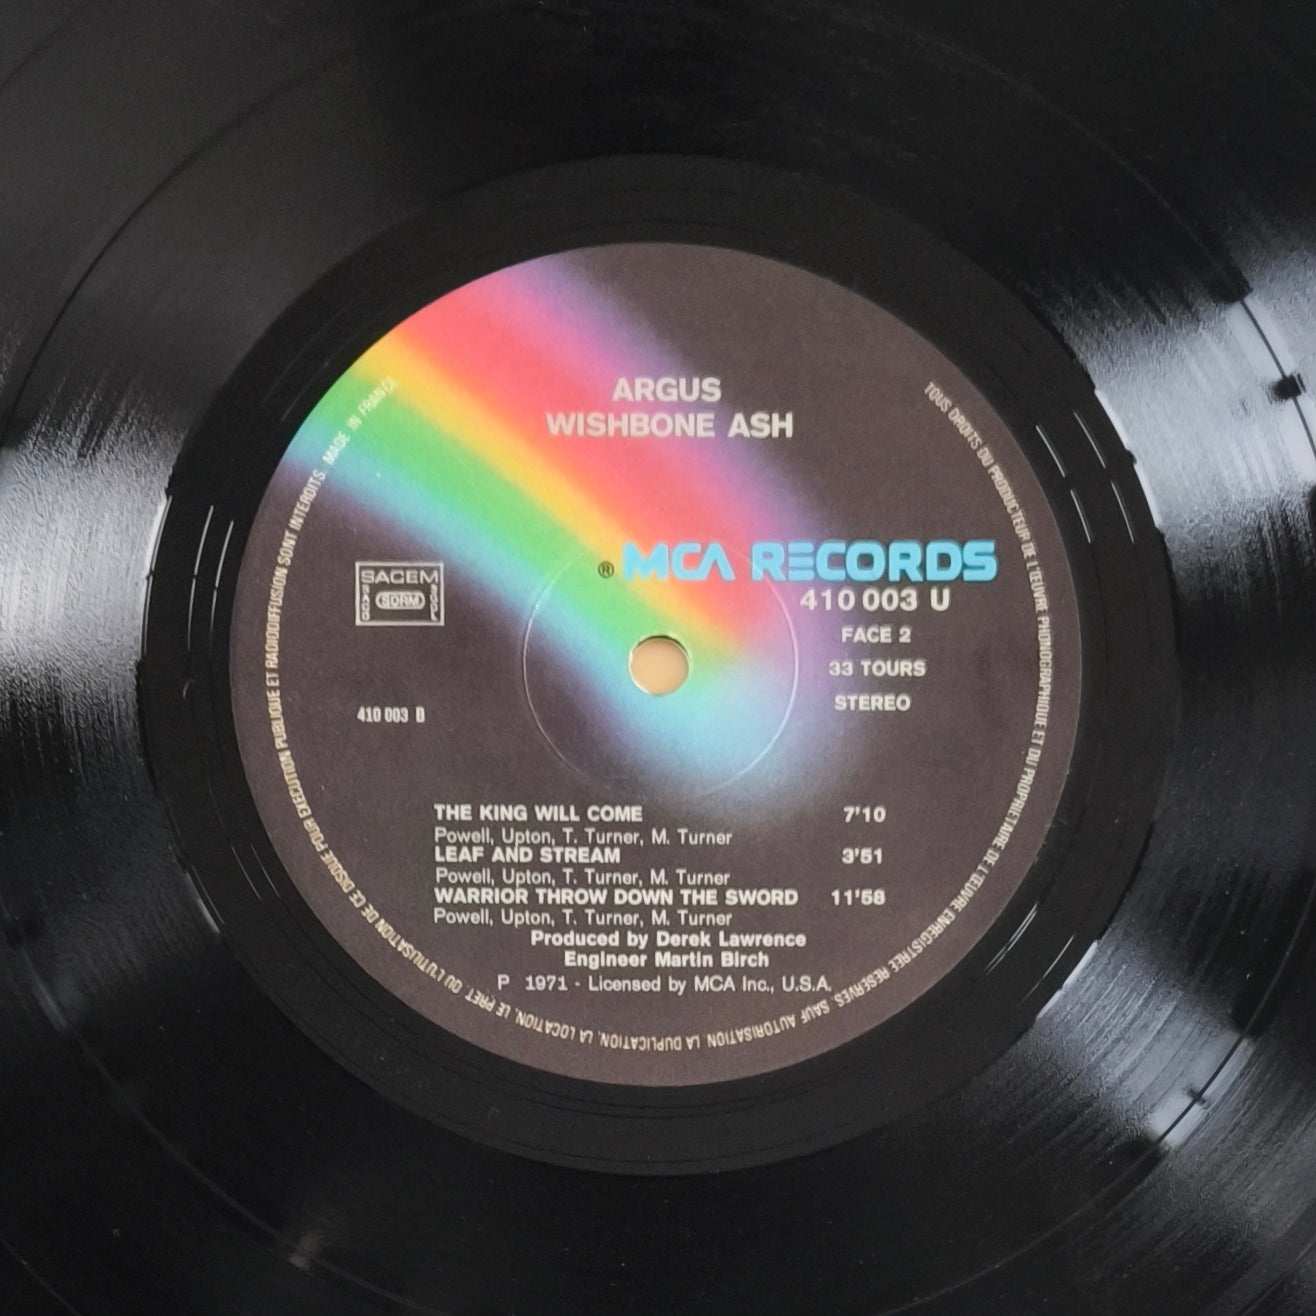 ARGUS
WISHBONE ASH
® MCA RECORDS
410 003 U
FACE 2
33 TOURS
STEREO
SACEM
SACD SDRM SGDL
410 003 B
THE KING WILL COME 7'10
Powell, Upton, T. Turner, M. Turner
LEAF AND STREAM 3'51
Powell, Upton, T. Turner, M. Turner
WARRIOR THROW DOWN THE SWORD 11'58
Powell, Upton, T. Turner, M. Turner
Produced by Derek Lawrence
Engineer Martin Birch
P 1971 - Licensed by MCA Inc., U.S.A.
TOUS DROITS DU PRODUCTEUR DE L'ŒUVRE PHONOGRAPHIQUE ET DU PROPRIETAIRE DE L'ŒUVRE ENREGISTREE RESERVES. SAUF AUTORISATION, LA DUPLICATION, LA LOCATION, LE PRET, OU L'UTILISATION DE CE DISQUE POUR EXECUTION PUBLIQUE ET RADIODIFFUSION SONT INTERDITS. MADE IN FRANCE